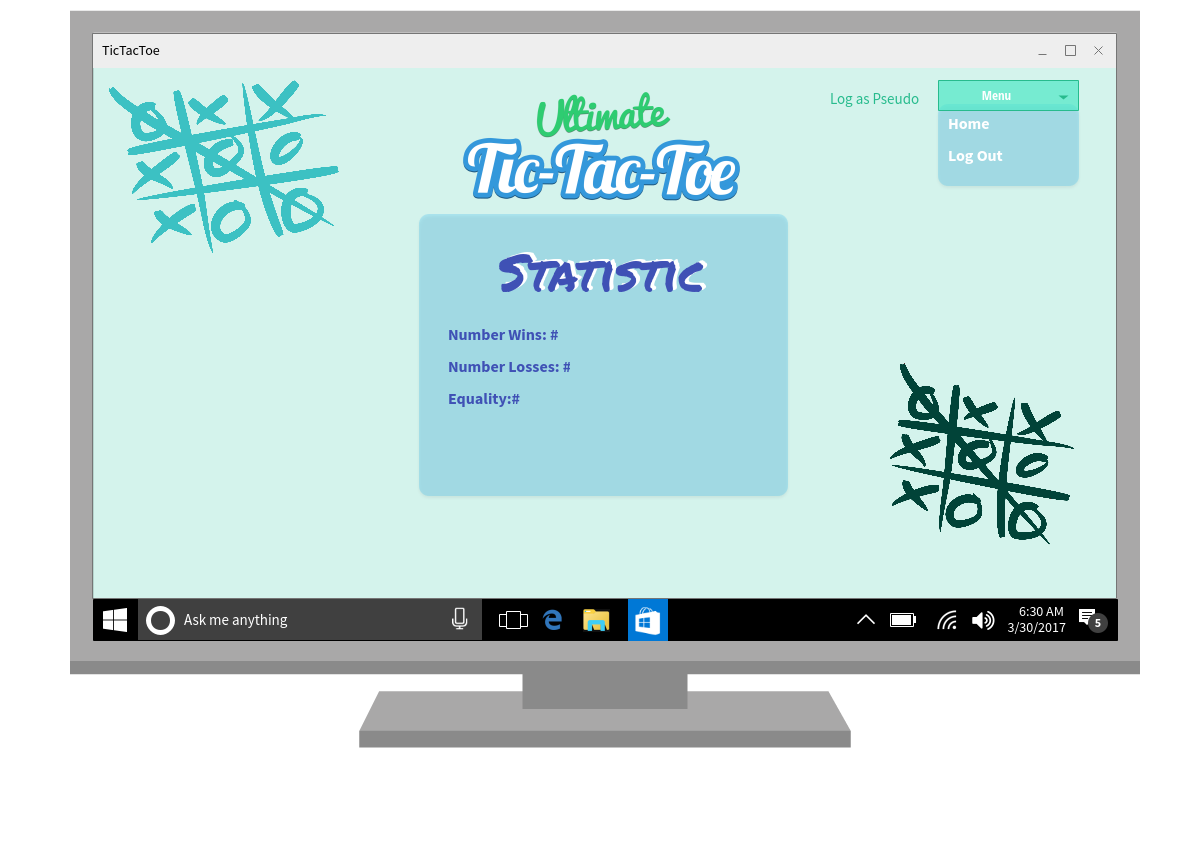 TicTacToe
Log as Pseudo
Menu
Home
Log Out
Ultimate
Tic-Tac-Toe
Statistic
Number Wins: #
Number Losses: #
Equality:#
Ask me anything
6:30 AM
3/30/2017
5